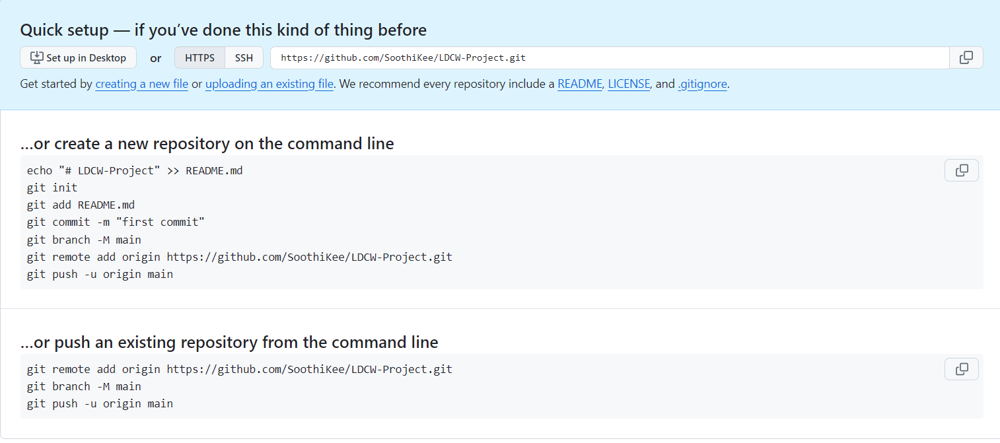 Quick setup — if you’ve done this kind of thing before
Set up in Desktop or HTTPS SSH https://github.com/SoothiKee/LDCW-Project.git
Get started by creating a new file or uploading an existing file. We recommend every repository include a README, LICENSE, and .gitignore.
…or create a new repository on the command line
echo "# LDCW-Project" >> README.md
git init
git add README.md
git commit -m "first commit"
git branch -M main
git remote add origin https://github.com/SoothiKee/LDCW-Project.git
git push -u origin main
…or push an existing repository from the command line
git remote add origin https://github.com/SoothiKee/LDCW-Project.git
git branch -M main
git push -u origin main